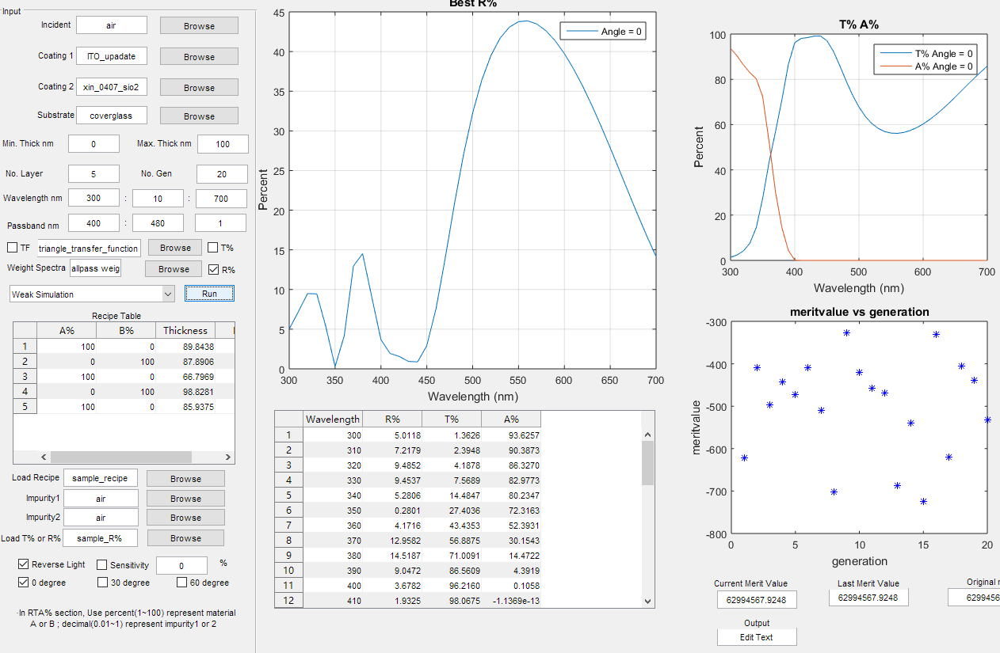 Input
Incident air Browse
Coating 1 ITO_upadate Browse
Coating 2 xin_0407_sio2 Browse
Substrate coverglass Browse
Min. Thick nm 0 Max. Thick nm 100
No. Layer 5 No. Gen 20
Wavelength nm 300 : 10 : 700
Passband nm 400 : 480 1
TF triangle_transfer_function Browse T%
Weight Spectra allpass weig Browse R%
Weak Simulation Run
Recipe Table
A% B% Thickness
1 100 0 89.8438
2 0 100 87.8906
3 100 0 66.7969
4 0 100 98.8281
5 100 0 85.9375
Load Recipe sample_recipe Browse
Impurity1 air Browse
Impurity2 air Browse
Load T% or R% sample_R% Browse
Reverse Light Sensitivity 0 %
0 degree 30 degree 60 degree
·In RTA% section, Use percent(1~100) represent material
A or B ; decimal(0.01~1) represent impurity1 or 2
Best R%
Angle = 0
45
40
35
30
25
20
15
10
5
0
Percent
300 350 400 450 500 550 600 650 700
Wavelength (nm)
Wavelength R% T% A%
1 300 5.0118 1.3626 93.6257
2 310 7.2179 2.3948 90.3873
3 320 9.4852 4.1878 86.3270
4 330 9.4537 7.5689 82.9773
5 340 5.2806 14.4847 80.2347
6 350 0.2801 27.4036 72.3163
7 360 4.1716 43.4353 52.3931
8 370 12.9582 56.8875 30.1543
9 380 14.5187 71.0091 14.4722
10 390 9.0472 86.5609 4.3919
11 400 3.6782 96.2160 0.1058
12 410 1.9325 98.0675 -1.1369e-13
T% A%
T% Angle = 0
A% Angle = 0
100
80
60
40
20
0
Percent
300 400 500 600 700
Wavelength (nm)
meritvalue vs generation
-300
-400
-500
-600
-700
-800
meritvalue
0 5 10 15 20
generation
Current Merit Value Last Merit Value Original
62994567.9248 62994567.9248 6299456
Output
Edit Text